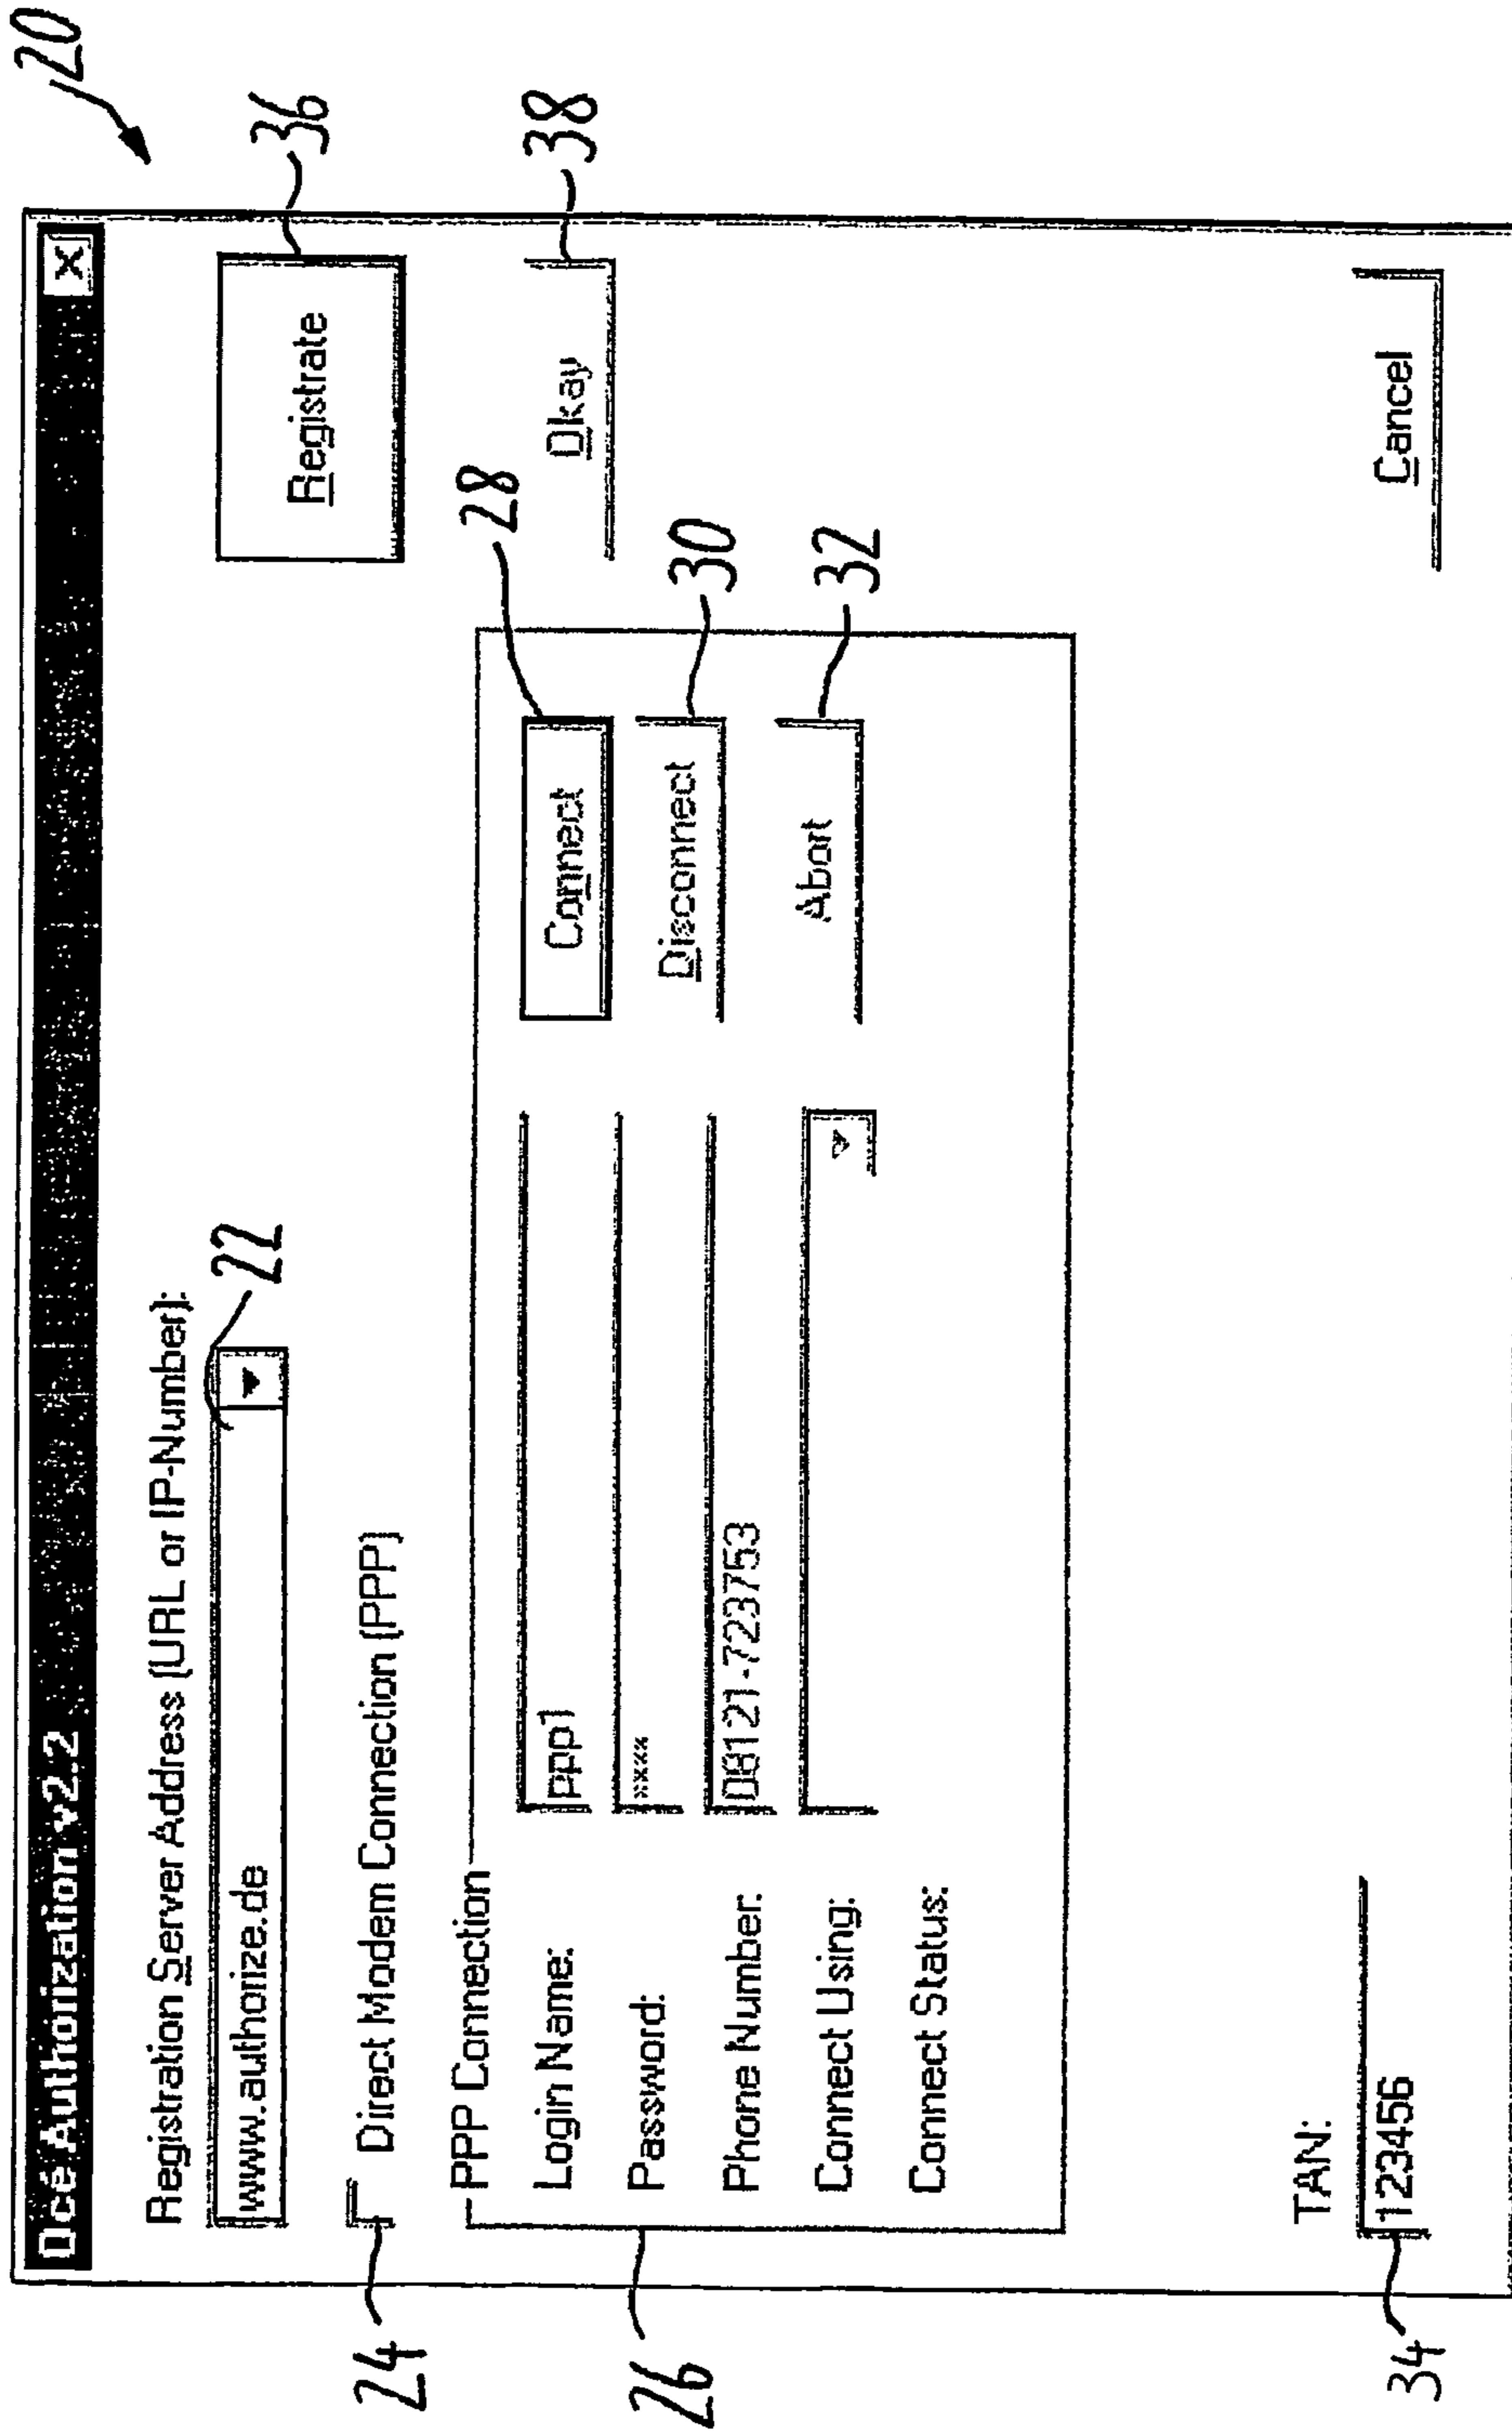 20
Oce Authorization v2.2 X
Registration Server Address (URL or IP-Number):
22
www.authorize.de
Registrate
36
24
Direct Modem Connection (PPP)
PPP Connection
26
28
Login Name:
ppp1
Connect
Okay
38
Password:
****
Disconnect
30
Phone Number:
08121-723753
Connect Using:
Abort
32
Connect Status:
TAN:
34
123456
Cancel